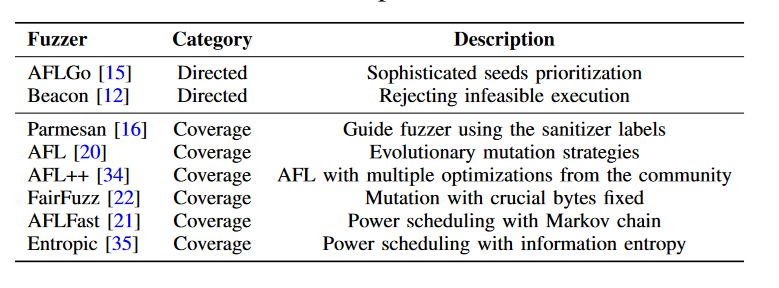 Fuzzer Category Description
AFLGo [15] Directed Sophisticated seeds prioritization
Beacon [12] Directed Rejecting infeasible execution
Parmesan [16] Coverage Guide fuzzer using the sanitizer labels
AFL [20] Coverage Evolutionary mutation strategies
AFL++ [34] Coverage AFL with multiple optimizations from the community
FairFuzz [22] Coverage Mutation with crucial bytes fixed
AFLFast [21] Coverage Power scheduling with Markov chain
Entropic [35] Coverage Power scheduling with information entropy